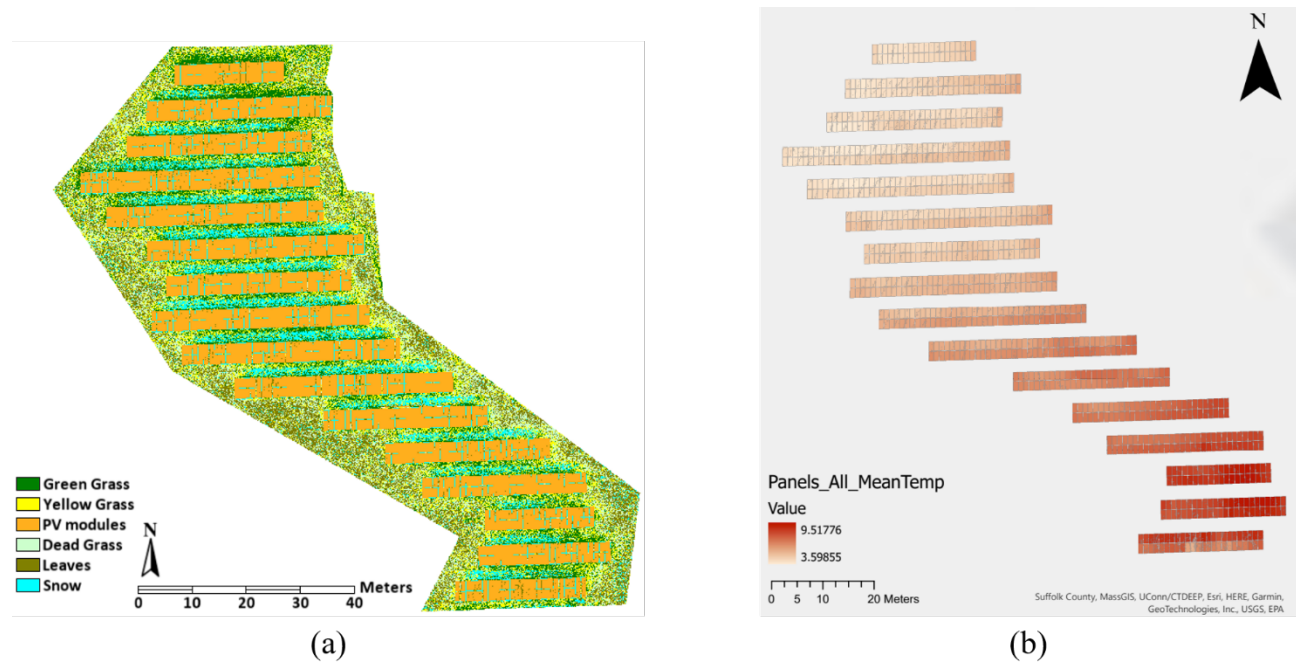 Green Grass
Yellow Grass
PV modules
Dead Grass
Leaves
Snow
N
Meters
0 10 20 30 40
(a)
N
Panels_All_MeanTemp
Value
9.51776
3.59855
0 5 10 20 Meters
Suffolk County, MassGIS, UConn/CTDEEP, Esri, HERE, Garmin,
GeoTechnologies, Inc., USGS, EPA
(b)